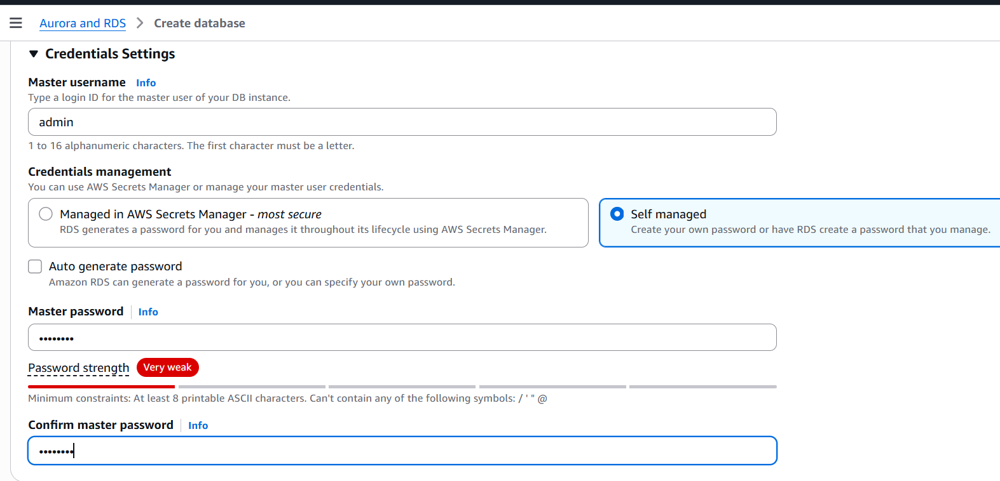 Aurora and RDS > Create database
Credentials Settings
Master username Info
Type a login ID for the master user of your DB instance.
admin
1 to 16 alphanumeric characters. The first character must be a letter.
Credentials management
You can use AWS Secrets Manager or manage your master user credentials.
Managed in AWS Secrets Manager - most secure
RDS generates a password for you and manages it throughout its lifecycle using AWS Secrets Manager.
Self managed
Create your own password or have RDS create a password that you manage.
Auto generate password
Amazon RDS can generate a password for you, or you can specify your own password.
Master password Info
••••••••
Password strength Very weak
Minimum constraints: At least 8 printable ASCII characters. Can't contain any of the following symbols: / ' " @
Confirm master password Info
••••••••